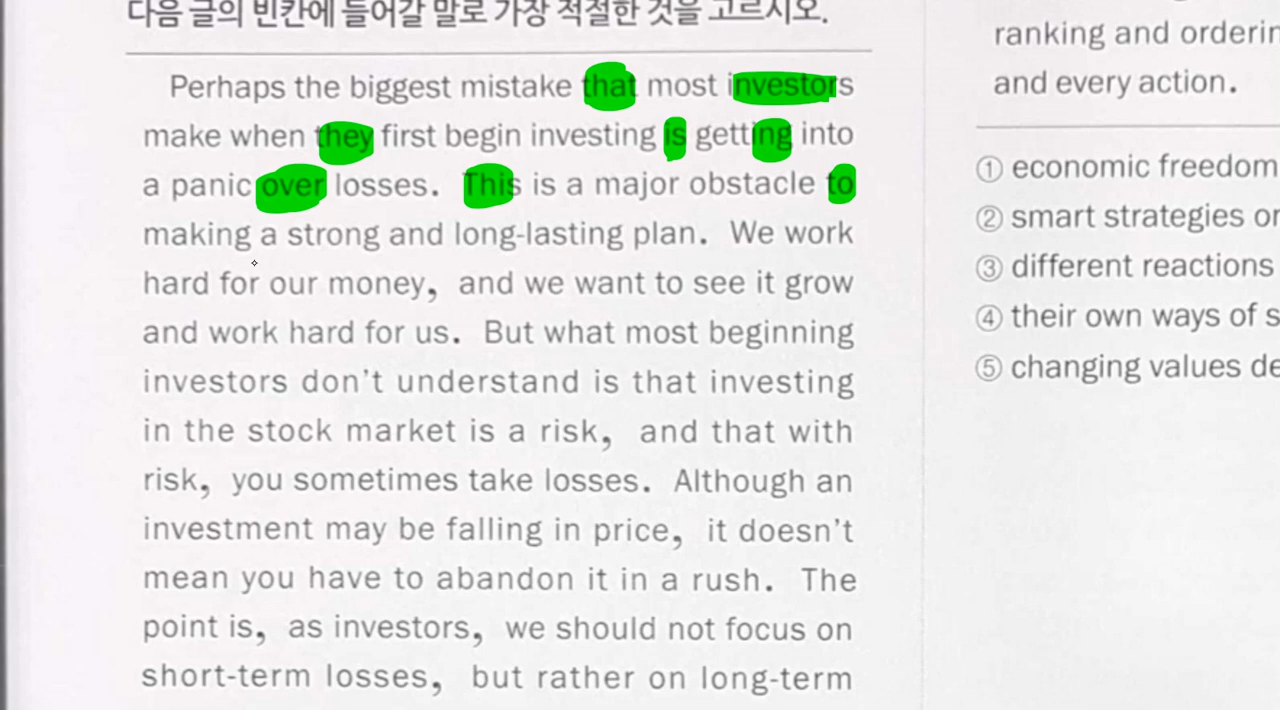 다음 글의 빈칸에 들어갈 말로 가장 적절한 것을 고르시오.
Perhaps the biggest mistake that most investors
make when they first begin investing is getting into
a panic over losses. This is a major obstacle to
making a strong and long-lasting plan. We work
hard for our money, and we want to see it grow
and work hard for us. But what most beginning
investors don't understand is that investing
in the stock market is a risk, and that with
risk, you sometimes take losses. Although an
investment may be falling in price, it doesn't
mean you have to abandon it in a rush. The
point is, as investors, we should not focus on
short-term losses, but rather on long-term
ranking and
and every action.
① economic freedom
② smart strategies
③ different reactions
④ their own ways of
⑤ changing values